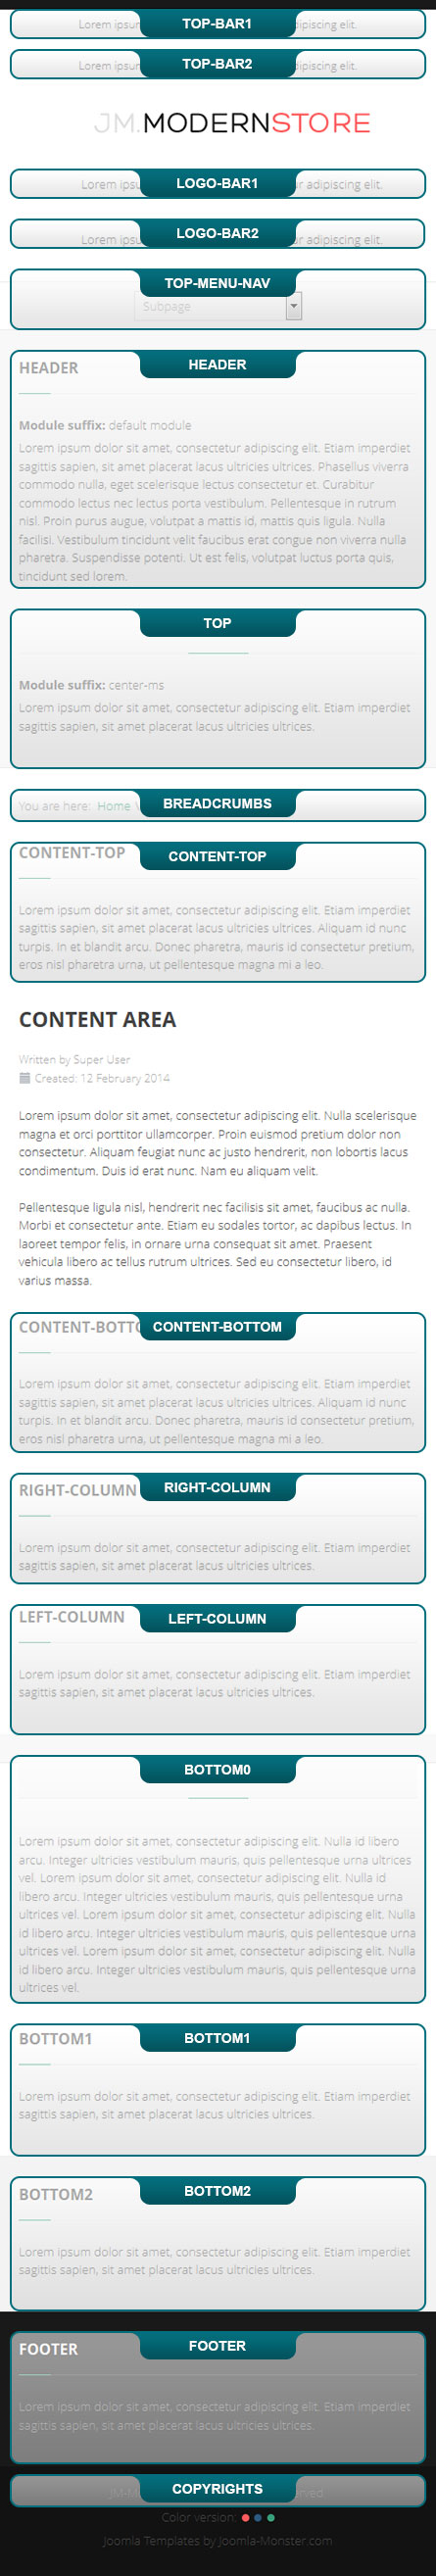 Lorem ipsum TOP-BAR1 adipiscing elit.
Lorem ipsum TOP-BAR2 adipiscing elit.
JM.MODERNSTORE
Lorem LOGO-BAR1 adipiscing elit.
Lorem LOGO-BAR2 adipiscing elit.
TOP-MENU-NAV
Subpage
HEADER
HEADER
Module suffix: default module
Lorem ipsum dolor sit amet, consectetur adipiscing elit. Etiam imperdiet
sagittis sapien, sit amet placerat lacus ultricies ultrices. Phasellus viverra
commodo nulla, eget scelerisque lectus consectetur et. Curabitur
commodo lectus nec lectus porta vestibulum. Pellentesque in rutrum
nisl. Proin purus augue, volutpat a mattis id, mattis quis ligula. Nulla
facilisi. Vestibulum tincidunt velit faucibus erat congue non viverra nulla
pharetra. Suspendisse potenti. Ut est felis, volutpat luctus porta quis,
tincidunt sed lorem.
TOP
Module suffix: center-ms
Lorem ipsum dolor sit amet, consectetur adipiscing elit. Etiam imperdiet
sagittis sapien, sit amet placerat lacus ultricies ultrices.
You are here: Home BREADCRUMBS
CONTENT-TOP
CONTENT-TOP
Lorem ipsum dolor sit amet, consectetur adipiscing elit. Etiam imperdiet
sagittis sapien, sit amet placerat lacus ultricies ultrices. Aliquam id nunc
turpis. In et blandit arcu. Donec pharetra, mauris id consectetur pretium,
eros nisl pharetra urna, ut pellentesque magna mi a leo.
CONTENT AREA
Written by Super User
Created: 12 February 2014
Lorem ipsum dolor sit amet, consectetur adipiscing elit. Nulla scelerisque
magna et orci porttitor ullamcorper. Proin euismod pretium dolor non
consectetur. Aliquam feugiat nunc ac justo hendrerit, non lobortis lacus
condimentum. Duis id erat nunc. Nam eu aliquam velit.
Pellentesque ligula nisl, hendrerit nec facilisis sit amet, faucibus ac nulla.
Morbi et consectetur ante. Etiam eu sodales tortor, ac dapibus lectus. In
laoreet tempor felis, in ornare urna consequat sit amet. Praesent
vehicula libero ac tellus rutrum ultrices. Sed eu consectetur libero, id
varius massa.
CONTENT-BOTTO CONTENT-BOTTOM
Lorem ipsum dolor sit amet, consectetur adipiscing elit. Etiam imperdiet
sagittis sapien, sit amet placerat lacus ultricies ultrices. Aliquam id nunc
turpis. In et blandit arcu. Donec pharetra, mauris id consectetur pretium,
eros nisl pharetra urna, ut pellentesque magna mi a leo.
RIGHT-COLUMN
RIGHT-COLUMN
Lorem ipsum dolor sit amet, consectetur adipiscing elit. Etiam imperdiet
sagittis sapien, sit amet placerat lacus ultricies ultrices.
LEFT-COLUMN
LEFT-COLUMN
Lorem ipsum dolor sit amet, consectetur adipiscing elit. Etiam imperdiet
sagittis sapien, sit amet placerat lacus ultricies ultrices.
BOTTOM0
Lorem ipsum dolor sit amet, consectetur adipiscing elit. Nulla id libero
arcu. Integer ultricies vestibulum mauris, quis pellentesque urna ultrices
vel. Lorem ipsum dolor sit amet, consectetur adipiscing elit. Nulla id
libero arcu. Integer ultricies vestibulum mauris, quis pellentesque urna
ultrices vel. Lorem ipsum dolor sit amet, consectetur adipiscing elit. Nulla
id libero arcu. Integer ultricies vestibulum mauris, quis pellentesque urna
ultrices vel. Lorem ipsum dolor sit amet, consectetur adipiscing elit. Nulla
id libero arcu. Integer ultricies vestibulum mauris, quis pellentesque urna
ultrices vel.
BOTTOM1
BOTTOM1
Lorem ipsum dolor sit amet, consectetur adipiscing elit. Etiam imperdiet
sagittis sapien, sit amet placerat lacus ultricies ultrices.
BOTTOM2
BOTTOM2
Lorem ipsum dolor sit amet, consectetur adipiscing elit. Etiam imperdiet
sagittis sapien, sit amet placerat lacus ultricies ultrices.
FOOTER
FOOTER
Lorem ipsum dolor sit amet, consectetur adipiscing elit. Etiam imperdiet
sagittis sapien, sit amet placerat lacus ultricies ultrices.
COPYRIGHTS
Color version:
Joomla Templates by Joomla-Monster.com